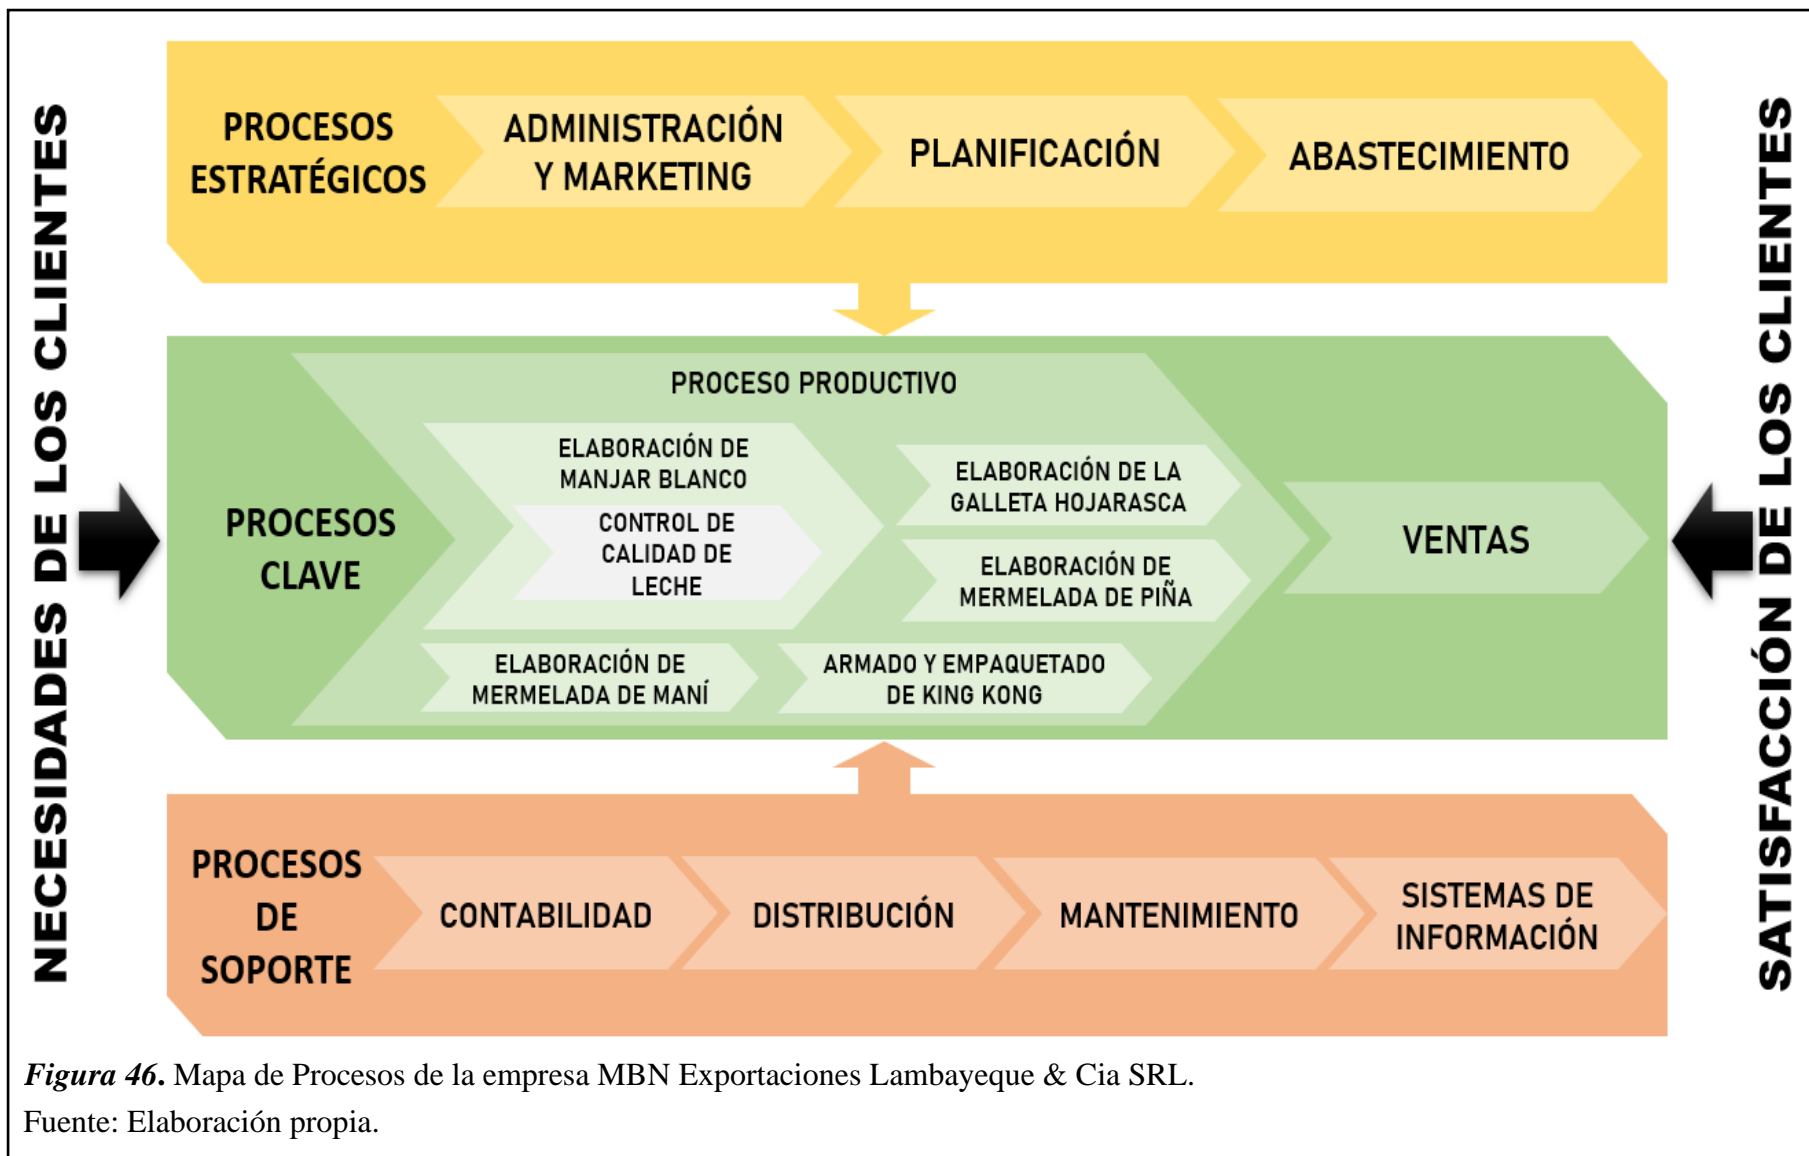 NECESIDADES DE LOS CLIENTES
PROCESOS
ESTRATÉGICOS
ADMINISTRACIÓN
Y MARKETING
PLANIFICACIÓN
ABASTECIMIENTO
PROCESOS
CLAVE
PROCESO PRODUCTIVO
ELABORACIÓN DE
MANJAR BLANCO
CONTROL DE
CALIDAD DE
LECHE
ELABORACIÓN DE LA
GALLETA HOJARASCA
ELABORACIÓN DE
MERMELADA DE PIÑA
ELABORACIÓN DE
MERMELADA DE MANÍ
ARMADO Y EMPAQUETADO
DE KING KONG
VENTAS
PROCESOS
DE
SOPORTE
CONTABILIDAD
DISTRIBUCIÓN
MANTENIMIENTO
SISTEMAS DE
INFORMACIÓN
SATISFACCIÓN DE LOS CLIENTES
Figura 46. Mapa de Procesos de la empresa MBN Exportaciones Lambayeque & Cia SRL.
Fuente: Elaboración propia.